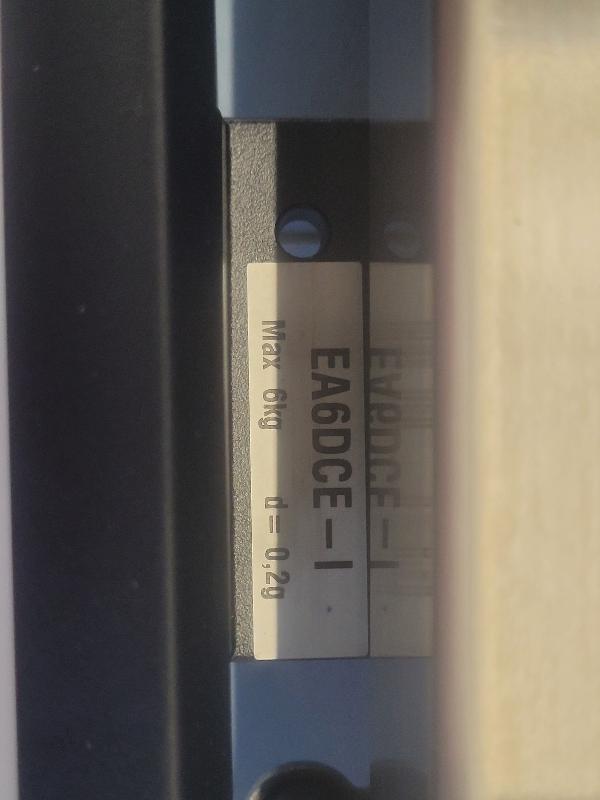 EA6DCE-I
Max 6kg d = 0,2g